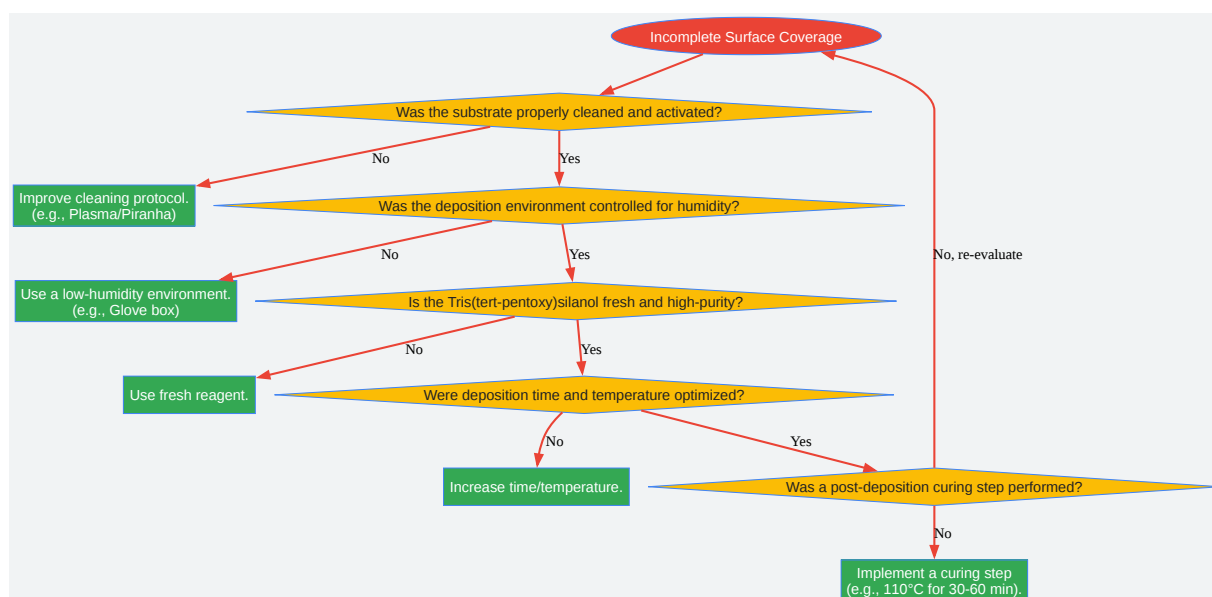 Incomplete Surface Coverage
Was the substrate properly cleaned and activated?
No
Yes
Improve cleaning protocol.
(e.g., Plasma/Piranha)
Was the deposition environment controlled for humidity?
No
Yes
No, re-evaluate
Use a low-humidity environment.
(e.g., Glove box)
Is the Tris(tert-pentoxy)silanol fresh and high-purity?
No
Yes
Use fresh reagent.
Were deposition time and temperature optimized?
No
Yes
Increase time/temperature.
Was a post-deposition curing step performed?
No
Implement a curing step
(e.g., 110°C for 30-60 min).